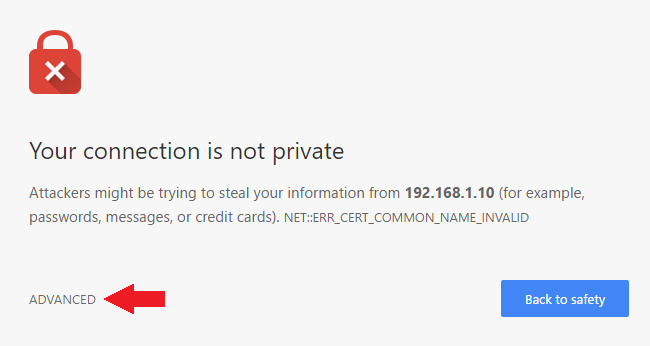 Your connection is not private
Attackers might be trying to steal your information from 192.168.1.10 (for example,
passwords, messages, or credit cards). NET::ERR_CERT_COMMON_NAME_INVALID
ADVANCED
Back to safety